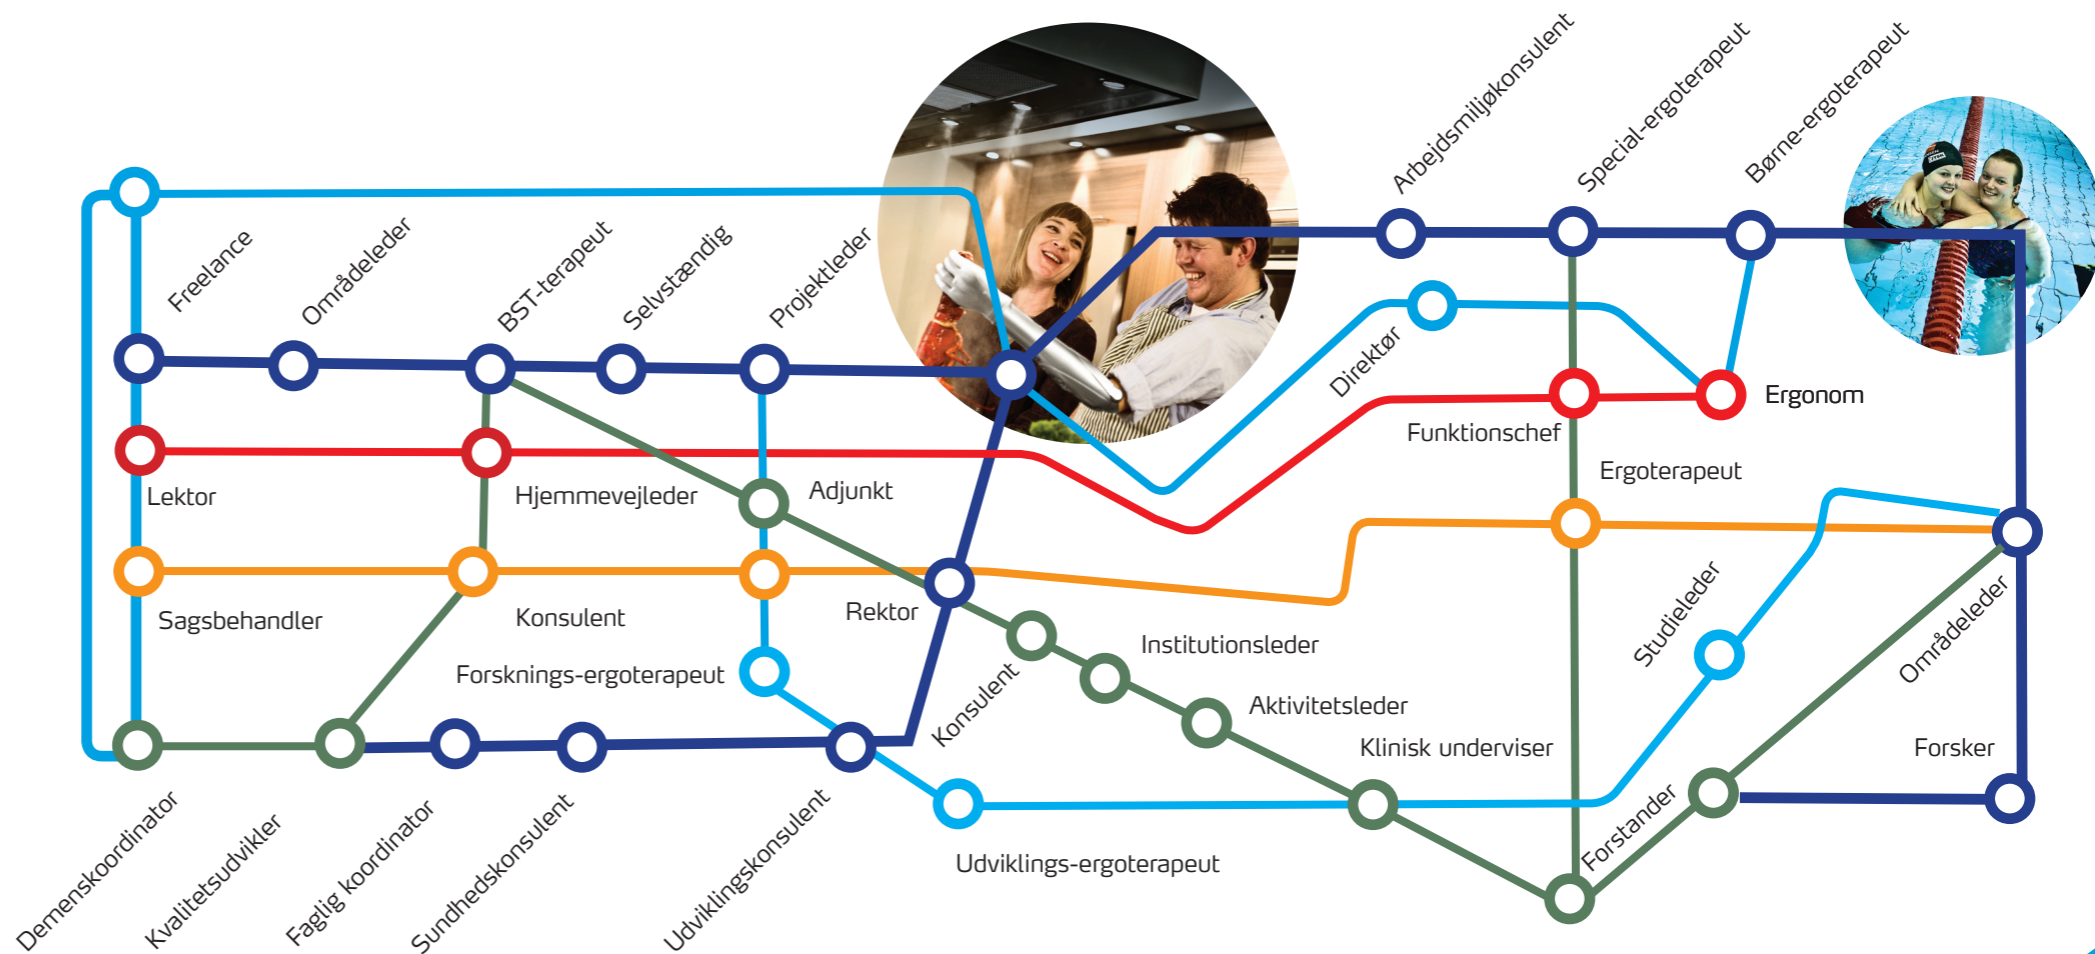 Arbejdsmiljøkonsulent
Special-ergoterapeut
Børne-ergoterapeut
Freelance
Områdeleder
BST-terapeut
Selvstændig
Projektleder
Direktør
Ergonom
Funktionschef
Ergoterapeut
Lektor
Hjemmevejleder
Adjunkt
Sagsbehandler
Konsulent
Rektor
Forsknings-ergoterapeut
Konsulent
Institutionsleder
Aktivitetsleder
Klinisk underviser
Studieleder
Områdeleder
Forsker
Forstander
Demenskoordinator
Kvalitetsudvikler
Faglig koordinator
Sundhedskonsulent
Udviklingskonsulent
Udviklings-ergoterapeut